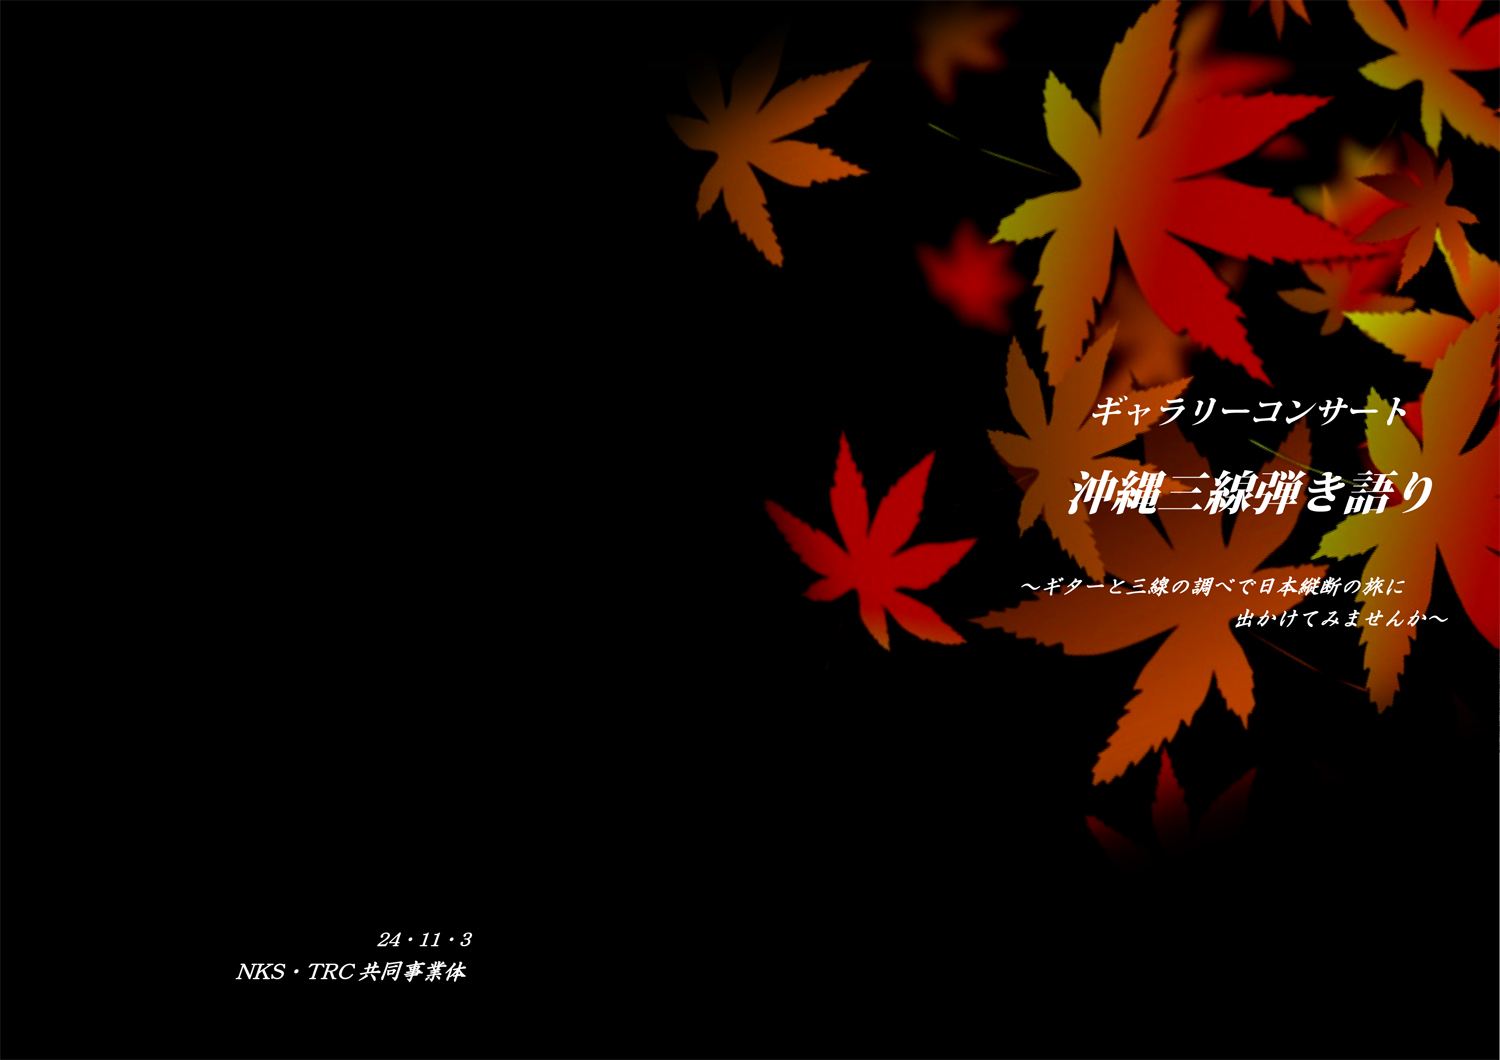 ギャラリーコンサート
沖縄三線弾き語り
～ギターと三線の調べで日本縦断の旅に
出かけてみませんか～
24・11・3
NKS・TRC共同事業体